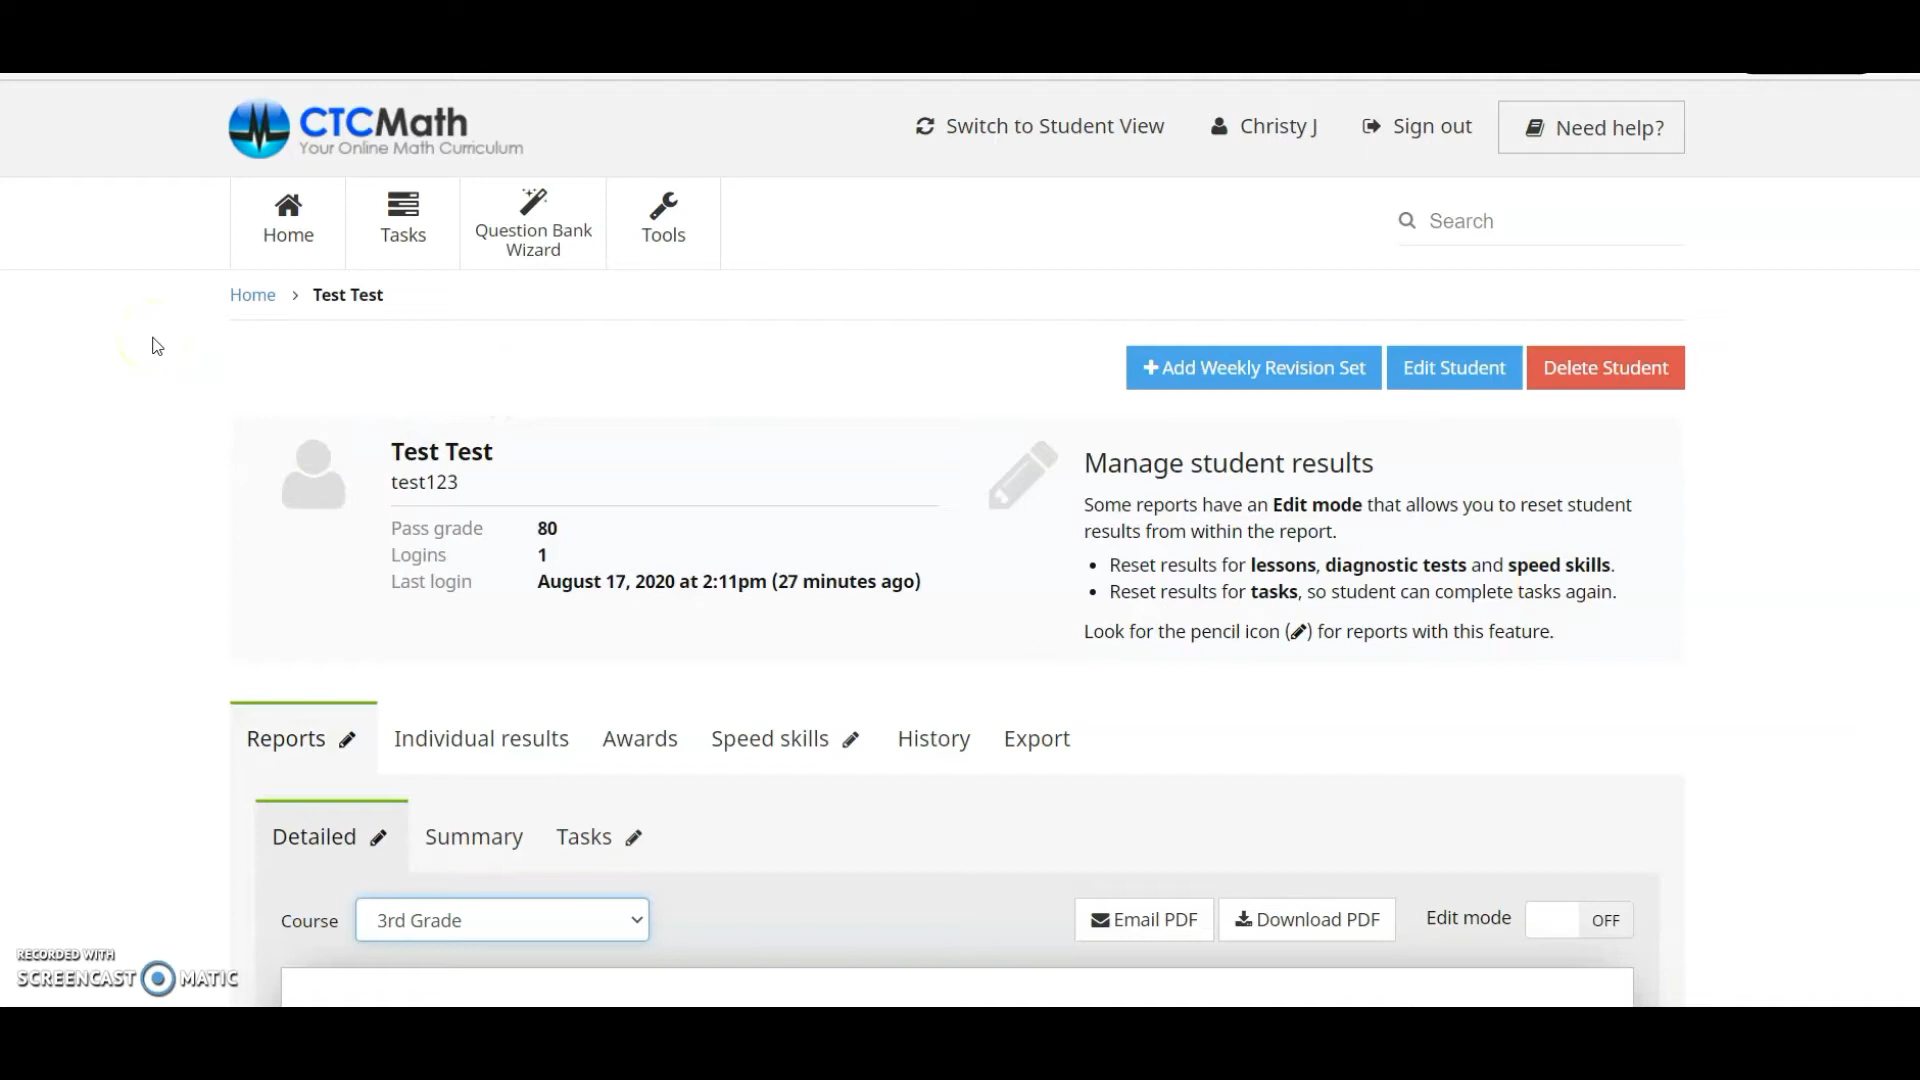 CTCMath
Your Online Math Curriculum
Switch to Student View
Christy J
Sign out
Need help?
Home
Tasks
Question Bank
Wizard
Tools
Search
Home > Test Test
+ Add Weekly Revision Set
Edit Student
Delete Student
Test Test
test123
Pass grade 80
Logins 1
Last login August 17, 2020 at 2:11pm (27 minutes ago)
Manage student results
Some reports have an Edit mode that allows you to reset student
results from within the report.
• Reset results for lessons, diagnostic tests and speed skills.
• Reset results for tasks, so student can complete tasks again.
Look for the pencil icon ( ) for reports with this feature.
Reports
Individual results
Awards
Speed skills
History
Export
Detailed
Summary
Tasks
Course
3rd Grade
Email PDF
Download PDF
Edit mode
OFF
RECORDED WITH
SCREENCAST MATIC